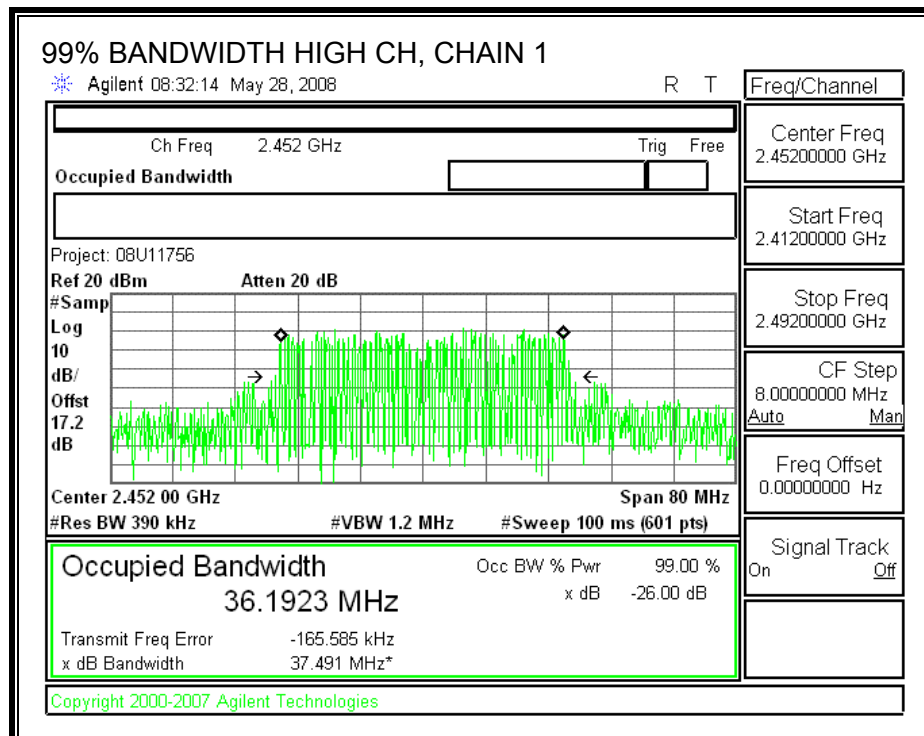 99% BANDWIDTH HIGH CH, CHAIN 1
Agilent 08:32:14 May 28, 2008 R T
Freq/Channel
Ch Freq 2.452 GHz Trig Free
Occupied Bandwidth
Center Freq
2.45200000 GHz
Start Freq
2.41200000 GHz
Stop Freq
2.49200000 GHz
CF Step
8.00000000 MHz
Auto Man
Freq Offset
0.00000000 Hz
Signal Track
On Off
Project: 08U11756
Ref 20 dBm Atten 20 dB
#Samp
Log
10
dB/
Offst
17.2
dB
Center 2.452 00 GHz Span 80 MHz
#Res BW 390 kHz #VBW 1.2 MHz #Sweep 100 ms (601 pts)
Occupied Bandwidth
36.1923 MHz
Occ BW % Pwr 99.00 %
x dB -26.00 dB
Transmit Freq Error -165.585 kHz
x dB Bandwidth 37.491 MHz*
Copyright 2000-2007 Agilent Technologies